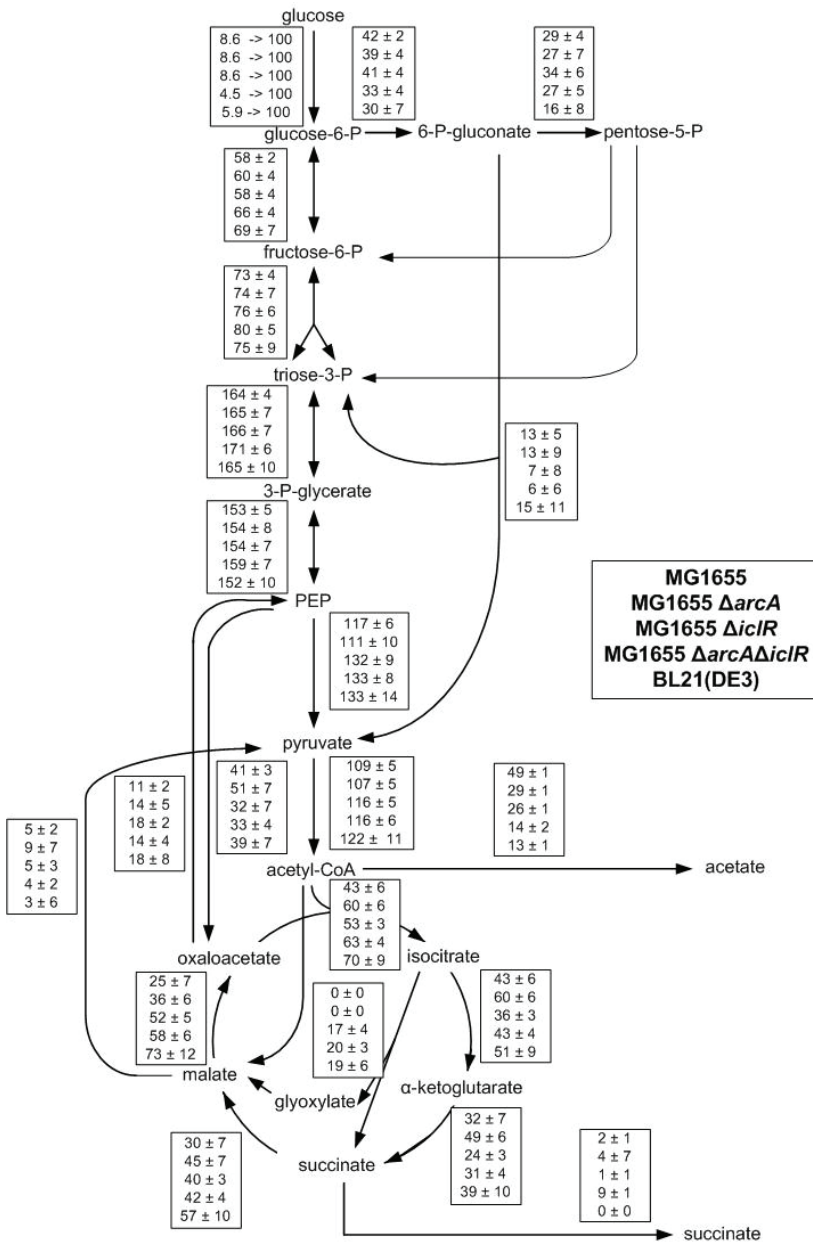 glucose
8.6 -> 100
8.6 -> 100
8.6 -> 100
4.5 -> 100
5.9 -> 100
42 ± 2
39 ± 4
41 ± 4
33 ± 4
30 ± 7
29 ± 4
27 ± 7
34 ± 6
27 ± 5
16 ± 8
glucose-6-P
6-P-gluconate
pentose-5-P
58 ± 2
60 ± 4
58 ± 4
66 ± 4
69 ± 7
fructose-6-P
73 ± 4
74 ± 7
76 ± 6
80 ± 5
75 ± 9
triose-3-P
164 ± 4
165 ± 7
166 ± 7
171 ± 6
165 ± 10
13 ± 5
13 ± 9
7 ± 8
6 ± 6
15 ± 11
3-P-glycerate
153 ± 5
154 ± 8
154 ± 7
159 ± 7
152 ± 10
MG1655
MG1655 ΔarcA
MG1655 ΔiclR
MG1655 ΔarcAΔiclR
BL21(DE3)
PEP
117 ± 6
111 ± 10
132 ± 9
133 ± 8
133 ± 14
pyruvate
5 ± 2
9 ± 7
5 ± 3
4 ± 2
3 ± 6
11 ± 2
14 ± 5
18 ± 2
14 ± 4
18 ± 8
41 ± 3
51 ± 7
32 ± 7
33 ± 4
39 ± 7
109 ± 5
107 ± 5
116 ± 5
116 ± 6
122 ± 11
49 ± 1
29 ± 1
26 ± 1
14 ± 2
13 ± 1
acetyl-CoA
acetate
43 ± 6
60 ± 6
53 ± 3
63 ± 4
70 ± 9
oxaloacetate
isocitrate
25 ± 7
36 ± 6
52 ± 5
58 ± 6
73 ± 12
0 ± 0
0 ± 0
17 ± 4
20 ± 3
19 ± 6
43 ± 6
60 ± 6
36 ± 3
43 ± 4
51 ± 9
malate
glyoxylate
α-ketoglutarate
30 ± 7
45 ± 7
40 ± 3
42 ± 4
57 ± 10
succinate
32 ± 7
49 ± 6
24 ± 3
31 ± 4
39 ± 10
2 ± 1
4 ± 7
1 ± 1
9 ± 1
0 ± 0
succinate